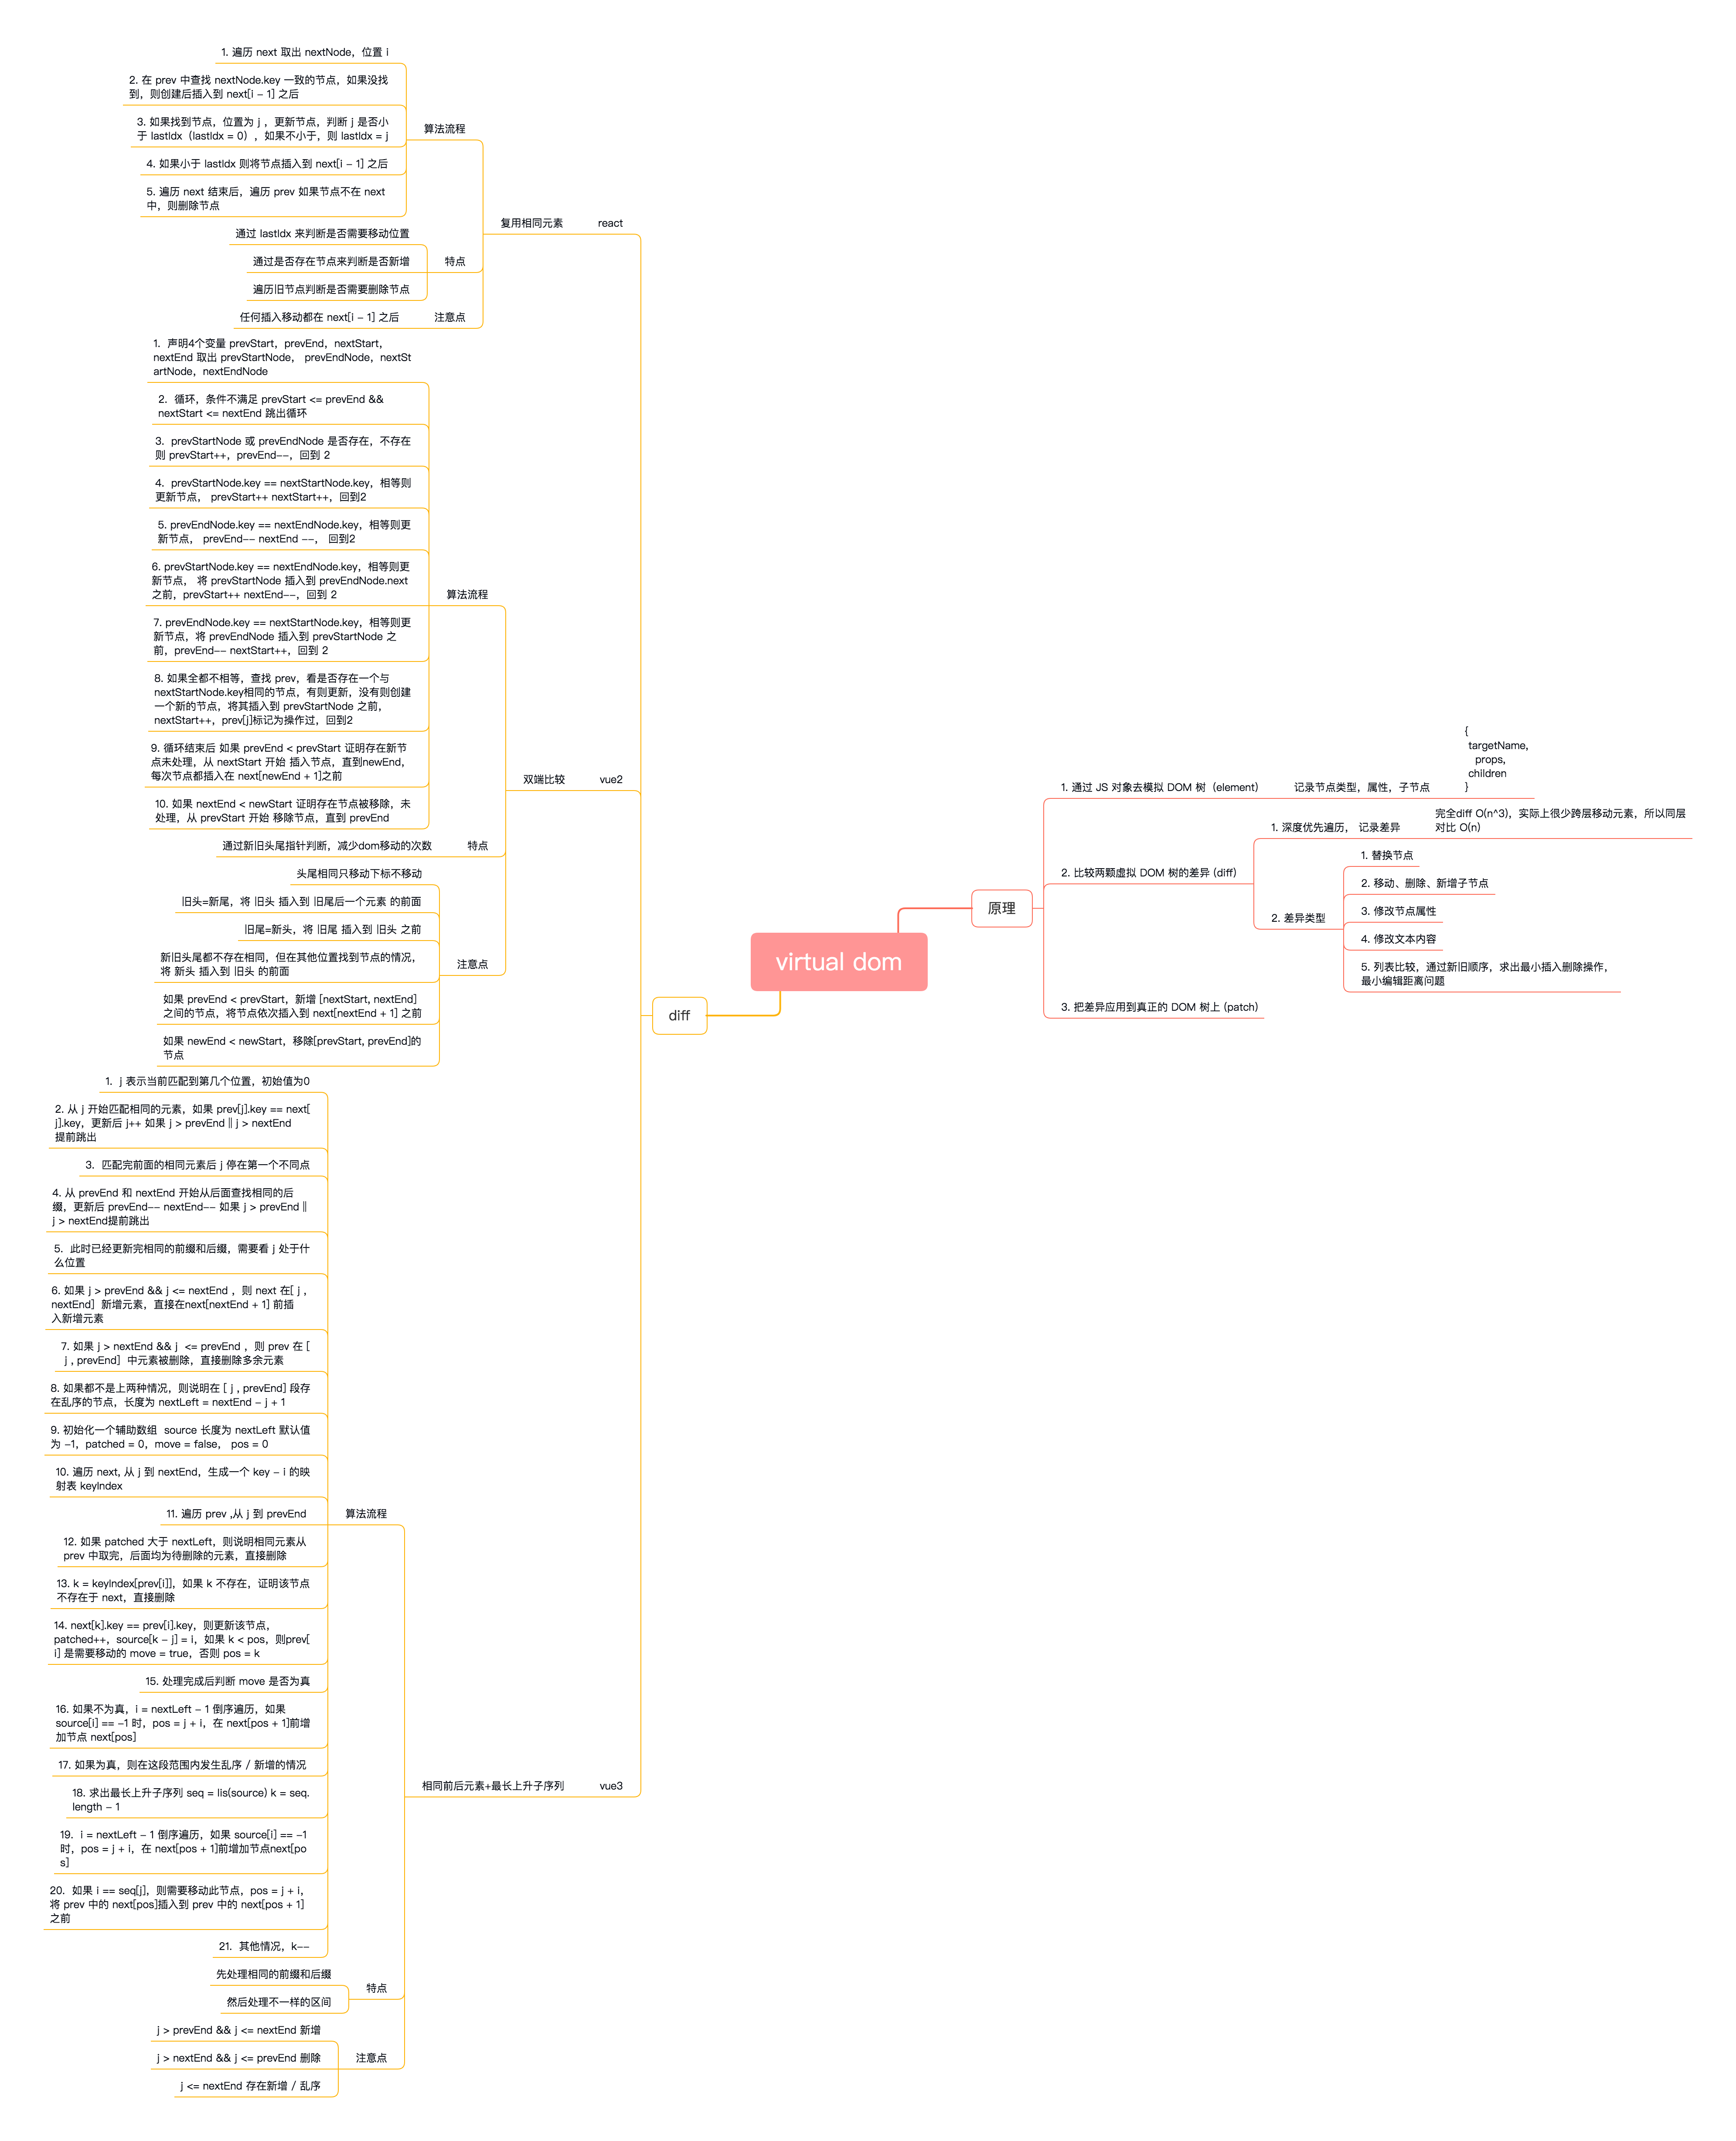 virtual dom
原理
1. 通过 JS 对象去模拟 DOM 树（element）
记录节点类型，属性，子节点
{
targetName,
props,
children
}
2. 比较两颗虚拟 DOM 树的差异 (diff)
1. 深度优先遍历， 记录差异
完全diff O(n^3)，实际上很少跨层移动元素，所以同层
对比 O(n)
2. 差异类型
1. 替换节点
2. 移动、删除、新增子节点
3. 修改节点属性
4. 修改文本内容
5. 列表比较，通过新旧顺序，求出最小插入删除操作，
最小编辑距离问题
3. 把差异应用到真正的 DOM 树上 (patch)
diff
react
复用相同元素
算法流程
1. 遍历 next 取出 nextNode，位置 i
2. 在 prev 中查找 nextNode.key 一致的节点，如果没找
到，则创建后插入到 next[i - 1] 之后
3. 如果找到节点，位置为 j ，更新节点，判断 j 是否小
于 lastIdx（lastIdx = 0），如果不小于，则 lastIdx = j
4. 如果小于 lastIdx 则将节点插入到 next[i - 1] 之后
5. 遍历 next 结束后，遍历 prev 如果节点不在 next
中，则删除节点
特点
通过 lastIdx 来判断是否需要移动位置
通过是否存在节点来判断是否新增
遍历旧节点判断是否需要删除节点
注意点
任何插入移动都在 next[i - 1] 之后
vue2
双端比较
算法流程
1. 声明4个变量 prevStart，prevEnd，nextStart，
nextEnd 取出 prevStartNode， prevEndNode，nextSt
artNode，nextEndNode
2. 循环，条件不满足 prevStart <= prevEnd &&
nextStart <= nextEnd 跳出循环
3. prevStartNode 或 prevEndNode 是否存在，不存在
则 prevStart++，prevEnd--，回到 2
4. prevStartNode.key == nextStartNode.key，相等则
更新节点， prevStart++ nextStart++，回到2
5. prevEndNode.key == nextEndNode.key，相等则更
新节点， prevEnd-- nextEnd --， 回到2
6. prevStartNode.key == nextEndNode.key，相等则更
新节点， 将 prevStartNode 插入到 prevEndNode.next
之前，prevStart++ nextEnd--，回到 2
7. prevEndNode.key == nextStartNode.key，相等则更
新节点，将 prevEndNode 插入到 prevStartNode 之
前，prevEnd-- nextStart++，回到 2
8. 如果全都不相等，查找 prev，看是否存在一个与
nextStartNode.key相同的节点，有则更新，没有则创建
一个新的节点，将其插入到 prevStartNode 之前，
nextStart++，prev[j]标记为操作过，回到2
9. 循环结束后 如果 prevEnd < prevStart 证明存在新节
点未处理，从 nextStart 开始 插入节点，直到newEnd，
每次节点都插入在 next[newEnd + 1]之前
10. 如果 nextEnd < newStart 证明存在节点被移除，未
处理，从 prevStart 开始 移除节点，直到 prevEnd
特点
通过新旧头尾指针判断，减少dom移动的次数
注意点
头尾相同只移动下标不移动
旧头=新尾，将 旧头 插入到 旧尾后一个元素 的前面
旧尾=新头，将 旧尾 插入到 旧头 之前
新旧头尾都不存在相同，但在其他位置找到节点的情况，
将 新头 插入到 旧头 的前面
如果 prevEnd < prevStart，新增 [nextStart, nextEnd]
之间的节点，将节点依次插入到 next[nextEnd + 1] 之前
如果 newEnd < newStart，移除[prevStart, prevEnd]的
节点
vue3
相同前后元素+最长上升子序列
算法流程
1. j 表示当前匹配到第几个位置，初始值为0
2. 从 j 开始匹配相同的元素，如果 prev[j].key == next[
j].key，更新后 j++ 如果 j > prevEnd || j > nextEnd
提前跳出
3. 匹配完前面的相同元素后 j 停在第一个不同点
4. 从 prevEnd 和 nextEnd 开始从后面查找相同的后
缀，更新后 prevEnd-- nextEnd-- 如果 j > prevEnd ||
j > nextEnd提前跳出
5. 此时已经更新完相同的前缀和后缀，需要看 j 处于什
么位置
6. 如果 j > prevEnd && j <= nextEnd ，则 next 在[ j ,
nextEnd] 新增元素，直接在next[nextEnd + 1] 前插
入新增元素
7. 如果 j > nextEnd && j <= prevEnd ，则 prev 在 [
j , prevEnd] 中元素被删除，直接删除多余元素
8. 如果都不是上两种情况，则说明在 [ j , prevEnd] 段存
在乱序的节点，长度为 nextLeft = nextEnd - j + 1
9. 初始化一个辅助数组 source 长度为 nextLeft 默认值
为 -1，patched = 0，move = false， pos = 0
10. 遍历 next, 从 j 到 nextEnd，生成一个 key - i 的映
射表 keyIndex
11. 遍历 prev ,从 j 到 prevEnd
12. 如果 patched 大于 nextLeft，则说明相同元素从
prev 中取完，后面均为待删除的元素，直接删除
13. k = keyIndex[prev[i]]，如果 k 不存在，证明该节点
不存在于 next，直接删除
14. next[k].key == prev[i].key，则更新该节点，
patched++，source[k - j] = i，如果 k < pos，则prev[
i] 是需要移动的 move = true，否则 pos = k
15. 处理完成后判断 move 是否为真
16. 如果不为真，i = nextLeft - 1 倒序遍历，如果
source[i] == -1 时，pos = j + i，在 next[pos + 1]前增
加节点 next[pos]
17. 如果为真，则在这段范围内发生乱序 / 新增的情况
18. 求出最长上升子序列 seq = lis(source) k = seq.
length - 1
19. i = nextLeft - 1 倒序遍历，如果 source[i] == -1
时，pos = j + i，在 next[pos + 1]前增加节点next[po
s]
20. 如果 i == seq[j]，则需要移动此节点，pos = j + i，
将 prev 中的 next[pos]插入到 prev 中的 next[pos + 1]
之前
21. 其他情况，k--
特点
先处理相同的前缀和后缀
然后处理不一样的区间
注意点
j > prevEnd && j <= nextEnd 新增
j > nextEnd && j <= prevEnd 删除
j <= nextEnd 存在新增 / 乱序